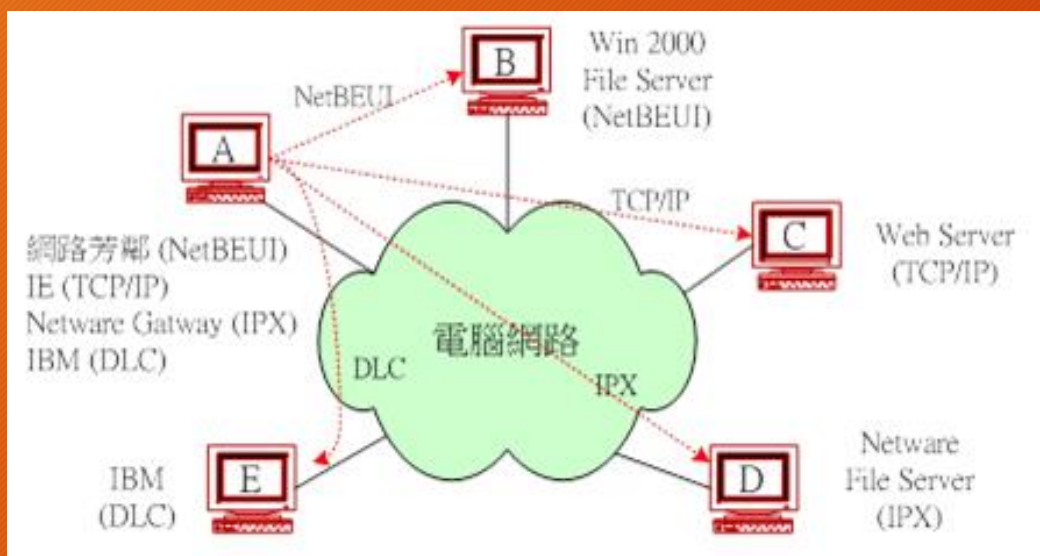 B
Win 2000
File Server
(NetBEUI)
NetBEUI
A
TCP/IP
C
Web Server
(TCP/IP)
網路芳鄰 (NetBEUI)
IE (TCP/IP)
Netware Gatway (IPX)
IBM (DLC)
電腦網路
DLC
IPX
IBM
(DLC)
E
D
Netware
File Server
(IPX)